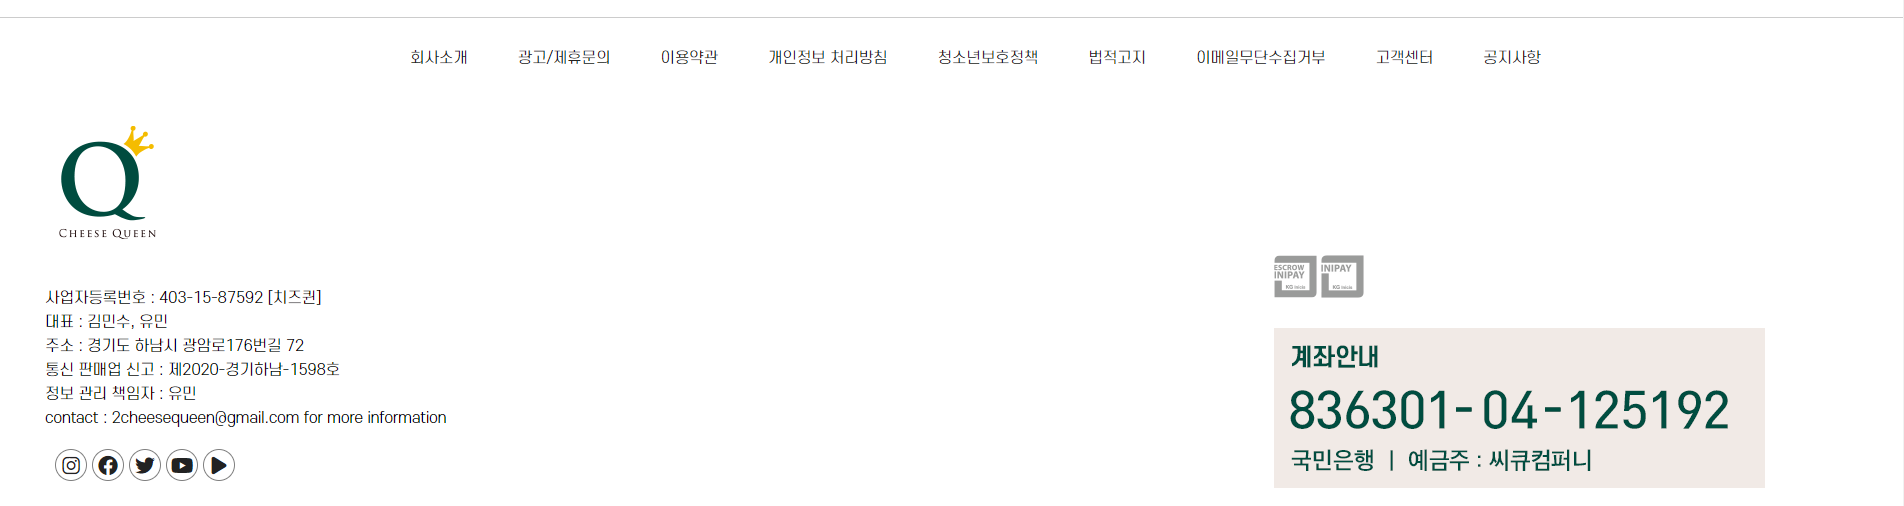 회사소개 광고/제휴문의 이용약관 개인정보 처리방침 청소년보호정책 법적고지 이메일무단수집거부 고객센터 공지사항
Q
CHEESE QUEEN
사업자등록번호 : 403-15-87592 [치즈퀸]
대표 : 김민수, 유민
주소 : 경기도 하남시 광암로176번길 72
통신 판매업 신고 : 제2020-경기하남-1598호
정보 관리 책임자 : 유민
contact : 2cheesequeen@gmail.com for more information
ESCROW
INIPAY
KG Inicis
INIPAY
KG Inicis
계좌안내
836301-04-125192
국민은행 | 예금주 : 씨큐컴퍼니